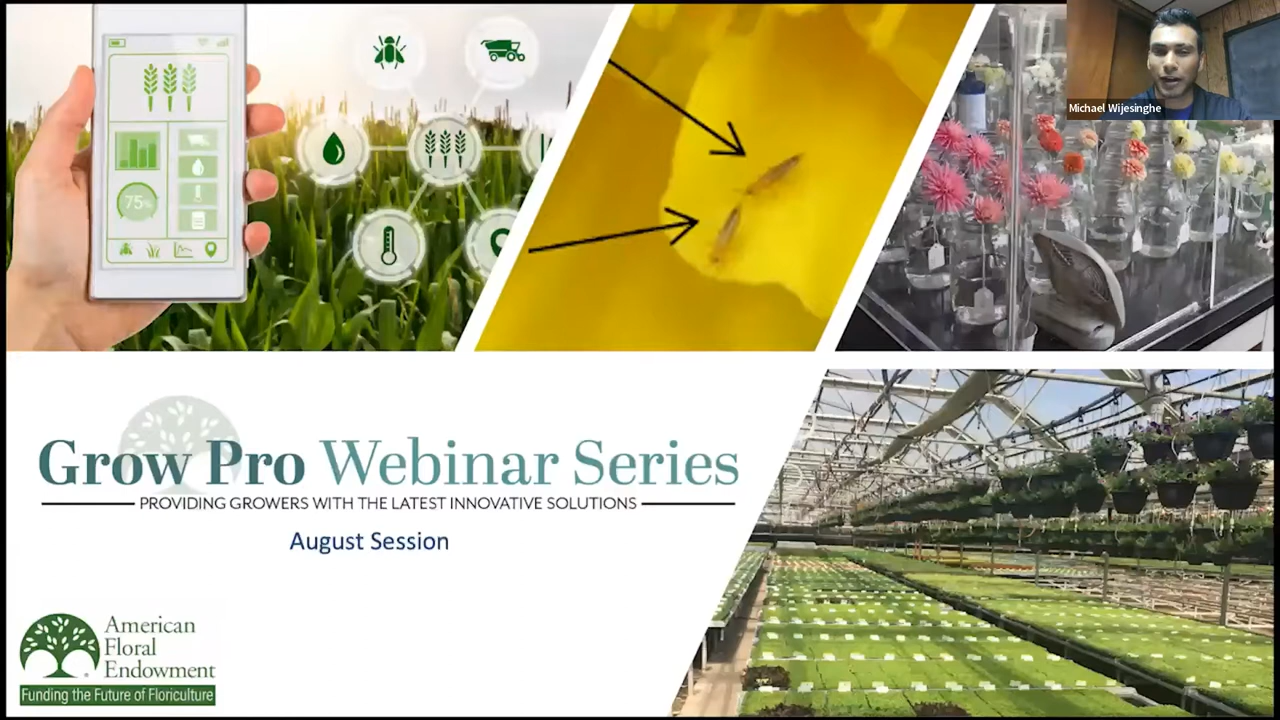 Michael Wijesinghe
75%
Grow Pro Webinar Series
PROVIDING GROWERS WITH THE LATEST INNOVATIVE SOLUTIONS
August Session
American
Floral
Endowment
Funding the Future of Floriculture